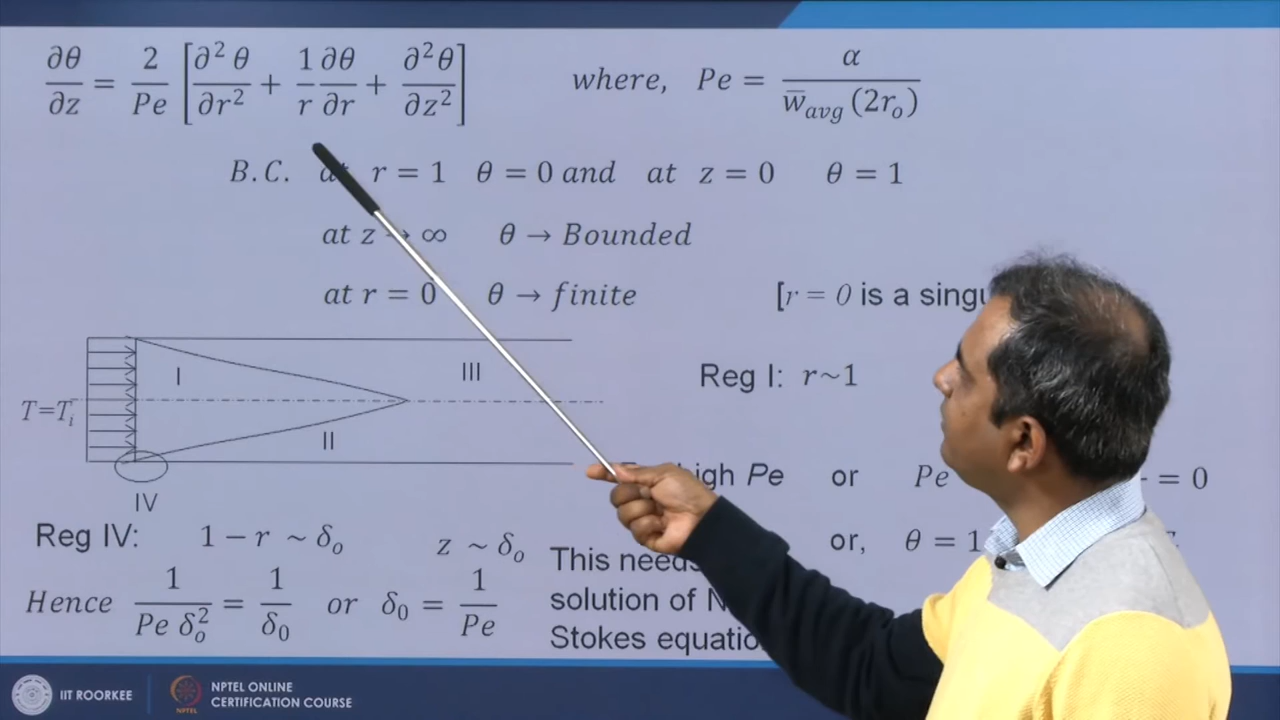 ∂θ/∂z = 2/Pe [∂²θ/∂r² + 1/r ∂θ/∂r + ∂²θ/∂z²] where, Pe = α/(w̅avg (2ro))
B.C. at r = 1 θ = 0 and at z = 0 θ = 1
at z → ∞ θ → Bounded
at r = 0 θ → finite [r = 0 is a
I
III
Reg I: r~1
T=Ti
II
high Pe or Pe = 0
IV
Reg IV: 1 − r ~ δo z ~ δo
or, θ = 1
This
Hence 1/(Pe δo²) = 1/δ0 or δ0 = 1/Pe
solution of
Stokes
IIT ROORKEE
NPTEL
NPTEL ONLINE
CERTIFICATION COURSE